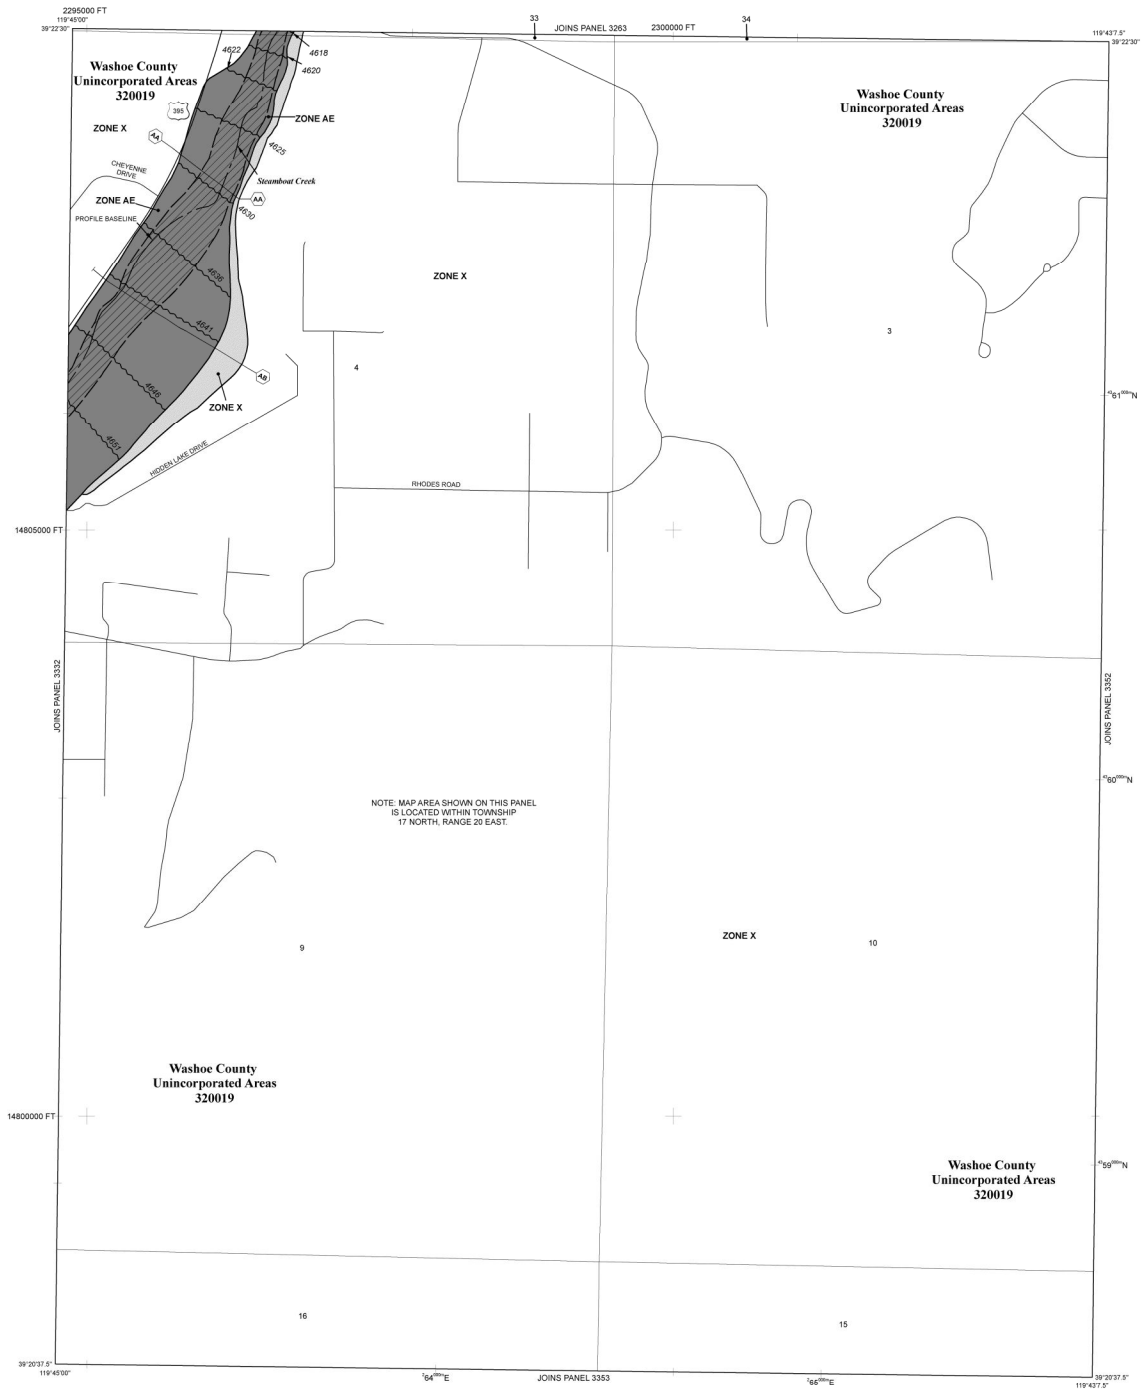 2295000 FT
119°45'00"
39°22'30"
33
JOINS PANEL 3263
2300000 FT
34
119°43'7.5"
39°22'30"
4622
4618
4620
Washoe County
Unincorporated Areas
320019
395
ZONE X
AA
ZONE AE
4625
Steamboat Creek
Washoe County
Unincorporated Areas
320019
CHEYENNE
DRIVE
ZONE AE
AA
4630
PROFILE BASELINE
4636
ZONE X
4641
3
4
AB
4646
ZONE X
4651
HIDDEN LAKE DRIVE
RHODES ROAD
4361000mN
14805000 FT
JOINS PANEL 3332
JOINS PANEL 3352
4360000mN
NOTE: MAP AREA SHOWN ON THIS PANEL
IS LOCATED WITHIN TOWNSHIP
17 NORTH, RANGE 20 EAST.
9
ZONE X
10
Washoe County
Unincorporated Areas
320019
14800000 FT
4359000mN
Washoe County
Unincorporated Areas
320019
16
15
39°20'37.5"
119°45'00"
764000mE
JOINS PANEL 3353
765000mE
39°20'37.5"
119°43'7.5"